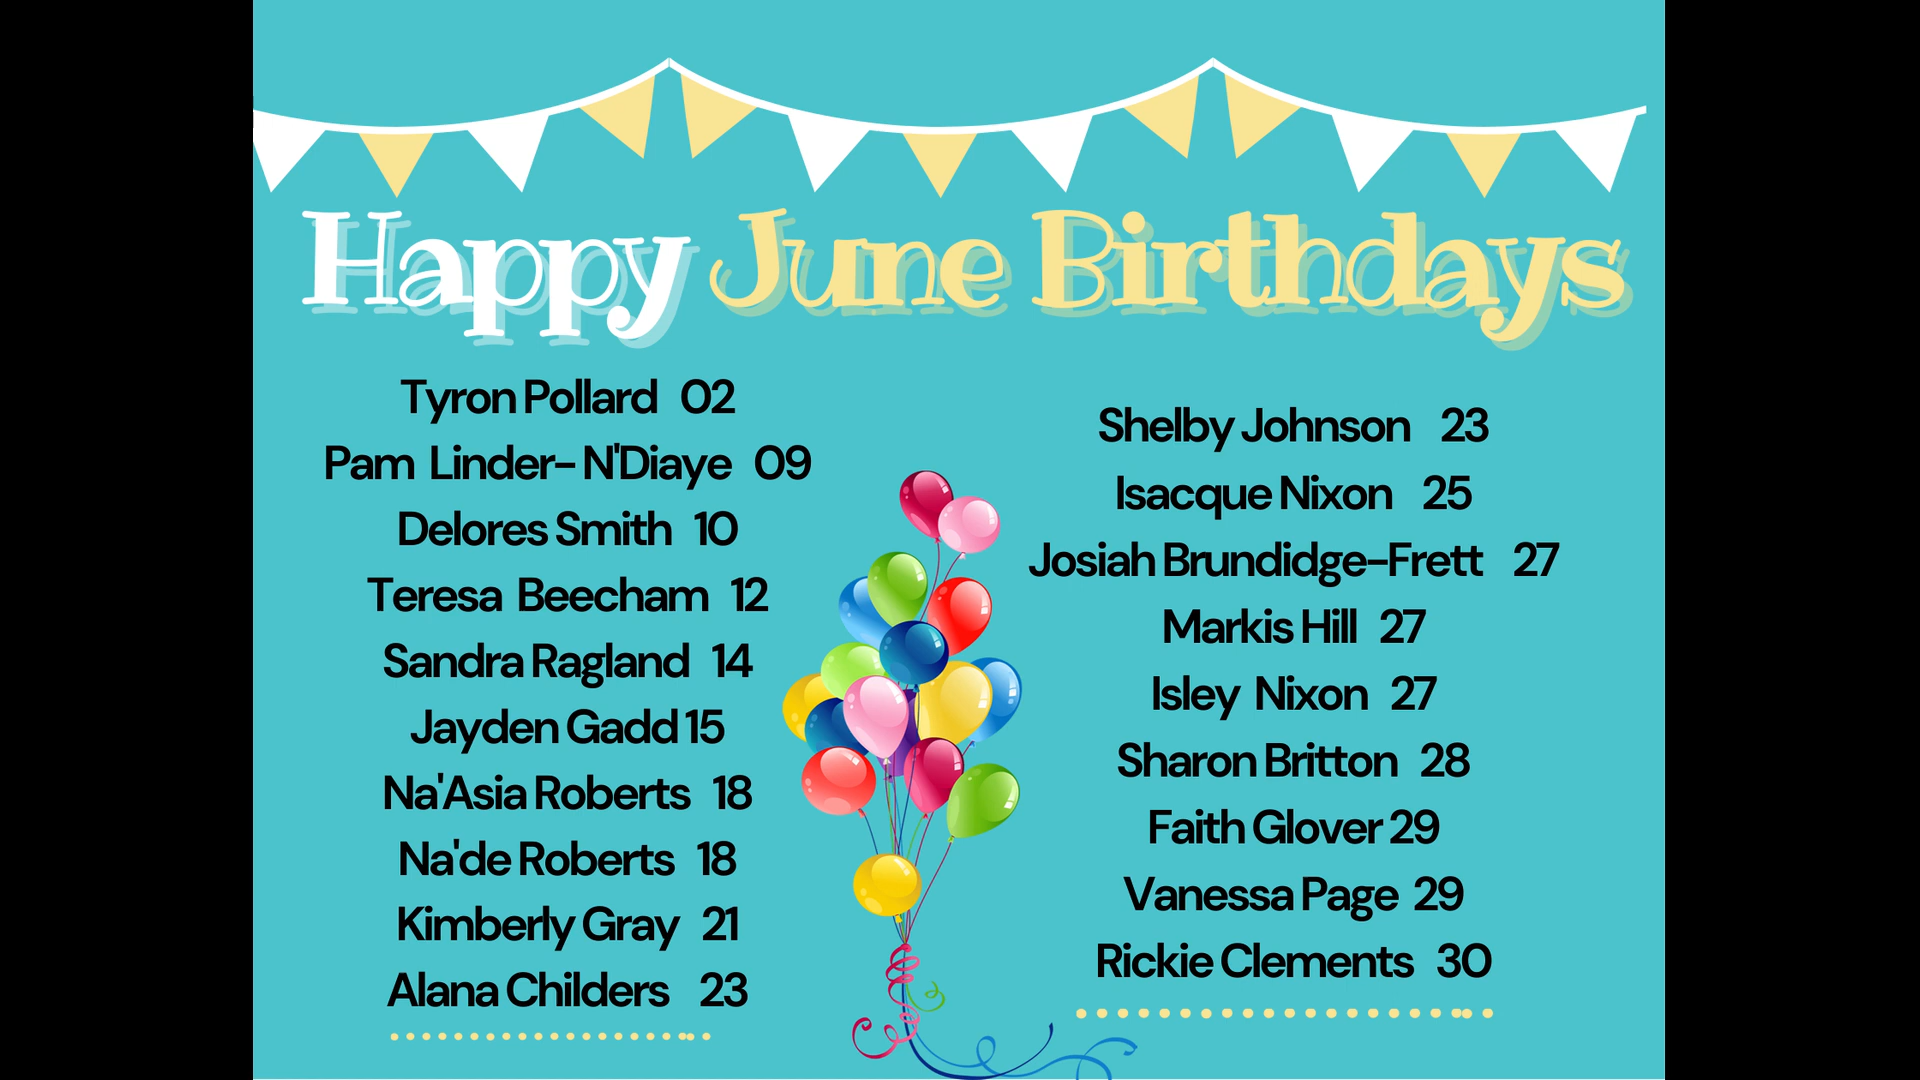 Happy June Birthdays
Tyron Pollard 02
Pam Linder- N'Diaye 09
Delores Smith 10
Teresa Beecham 12
Sandra Ragland 14
Jayden Gadd 15
Na'Asia Roberts 18
Na'de Roberts 18
Kimberly Gray 21
Alana Childers 23
Shelby Johnson 23
Isacque Nixon 25
Josiah Brundidge-Frett 27
Markis Hill 27
Isley Nixon 27
Sharon Britton 28
Faith Glover 29
Vanessa Page 29
Rickie Clements 30